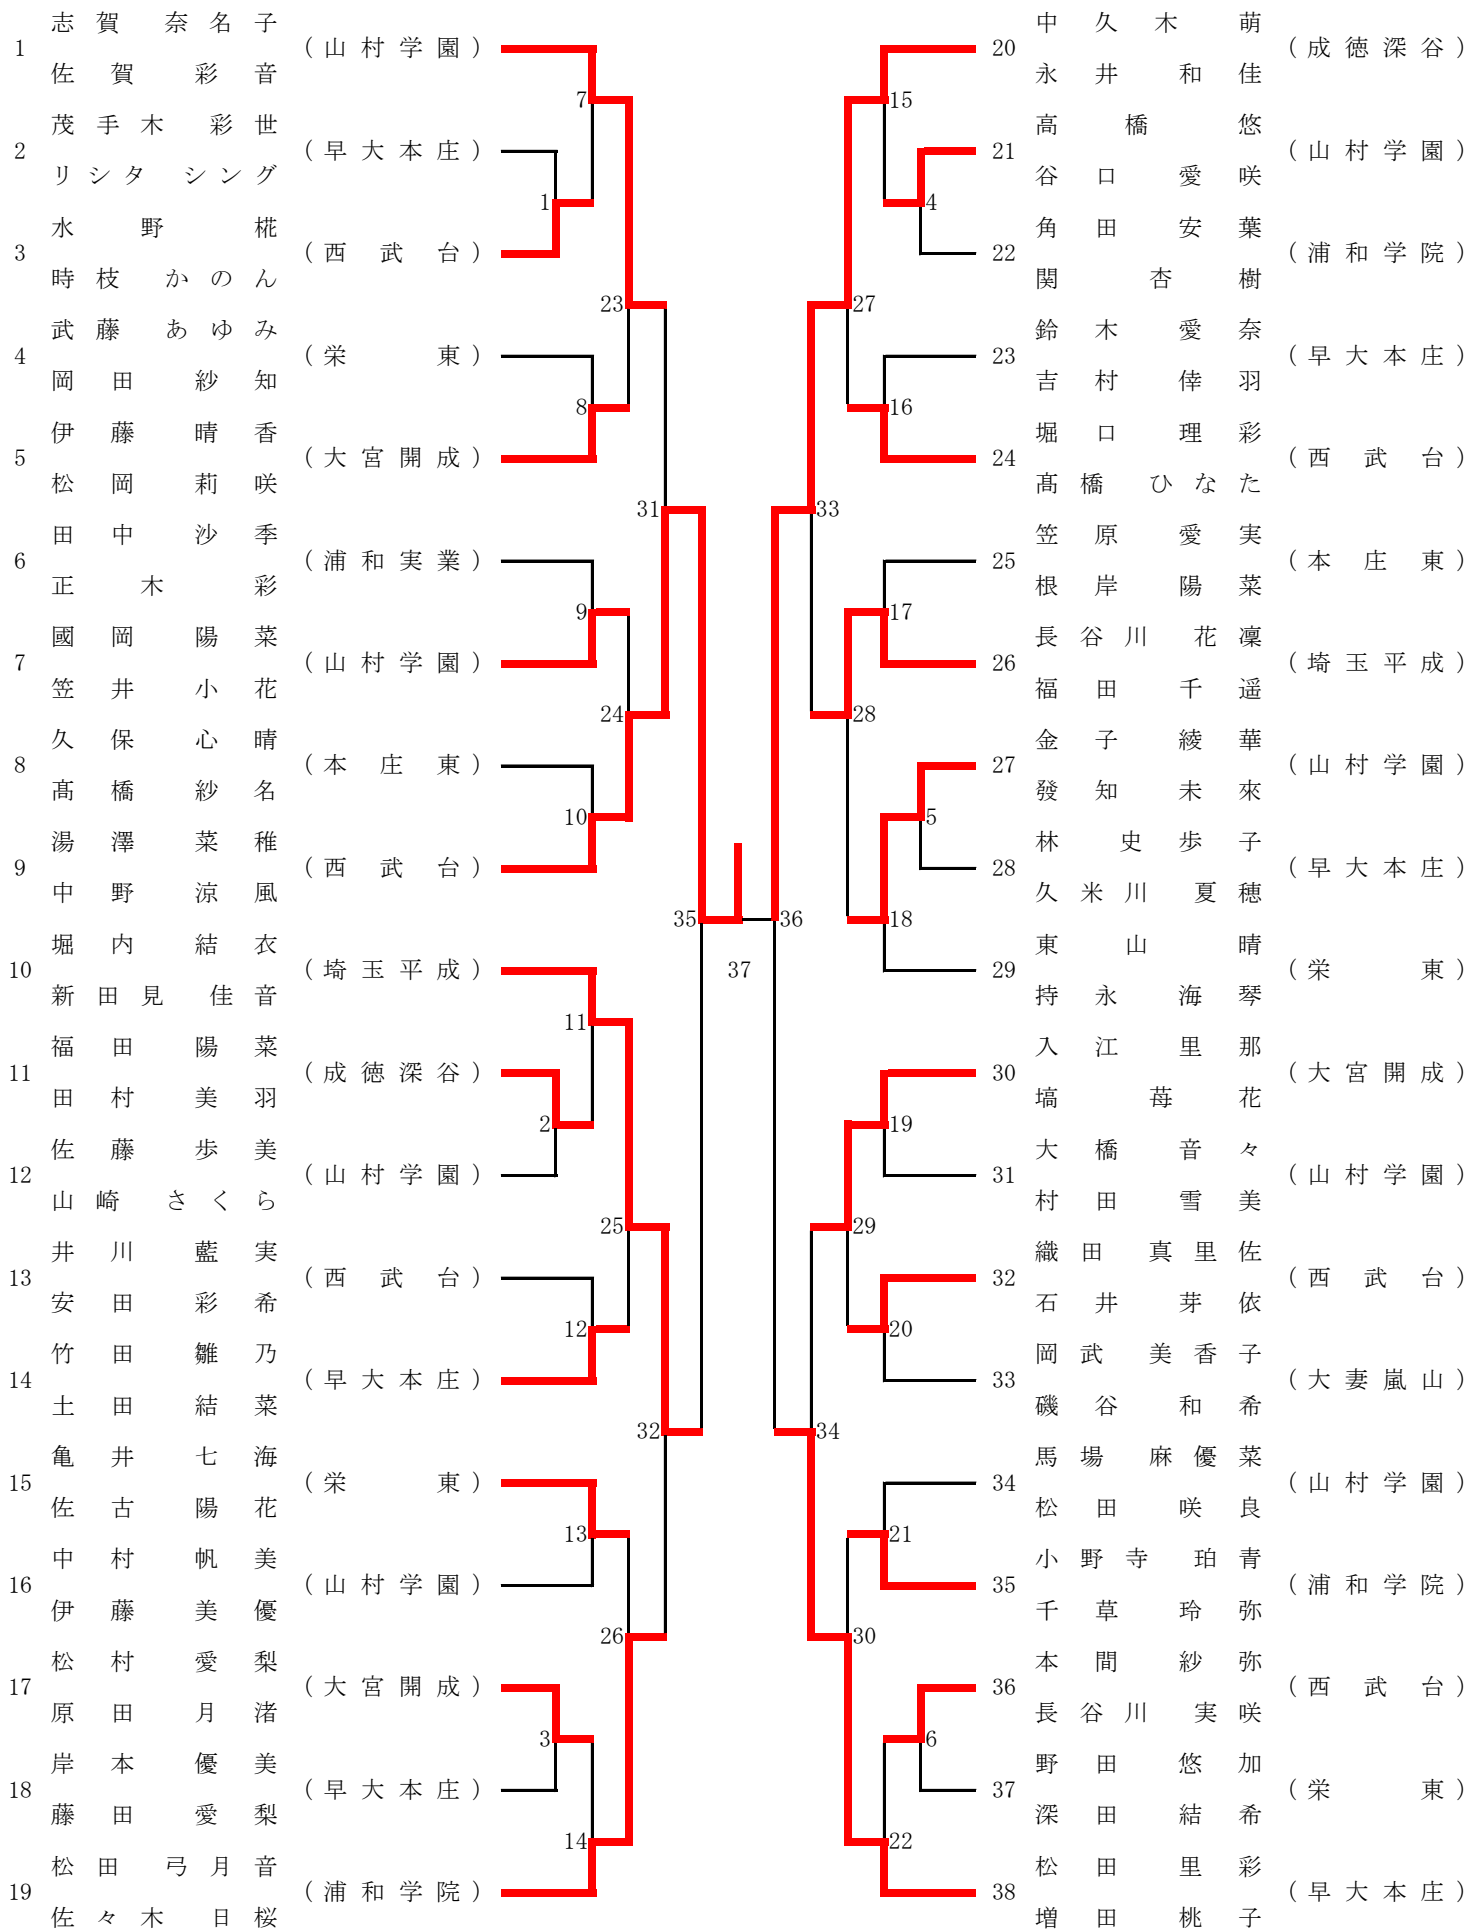 志賀 奈名子
1 (山村学園)
佐賀 彩音
茂手木 彩世
2 (早大本庄)
リシタ シング
水野 椛
3 (西武台)
時枝 かのん
武藤 あゆみ
4 (栄東)
岡田 紗知
伊藤 晴香
5 (大宮開成)
松岡 莉咲
田中 沙季
6 (浦和実業)
正木 彩
國岡 陽菜
7 (山村学園)
笠井 小花
久保 心晴
8 (本庄東)
髙橋 紗名
湯澤 菜稚
9 (西武台)
中野 涼風
堀内 結衣
10 (埼玉平成)
新田見 佳音
福田 陽菜
11 (成徳深谷)
田村 美羽
佐藤 歩美
12 (山村学園)
山崎 さくら
井川 藍実
13 (西武台)
安田 彩希
竹田 雛乃
14 (早大本庄)
土田 結菜
亀井 七海
15 (栄東)
佐古 陽花
中村 帆美
16 (山村学園)
伊藤 美優
松村 愛梨
17 (大宮開成)
原田 月渚
岸本 優美
18 (早大本庄)
藤田 愛梨
松田 弓月音
19 (浦和学院)
佐々木 日桜
7
1
23
8
31
9
24
10
35
11
2
25
12
32
13
26
3
14
37
15
4
27
16
33
17
28
5
18
36
19
29
20
34
21
30
6
22
中久木 萌
20 (成徳深谷)
永井 和佳
高橋 悠
21 (山村学園)
谷口 愛咲
角田 安葉
22 (浦和学院)
関 杏樹
鈴木 愛奈
23 (早大本庄)
吉村 倖羽
堀口 理彩
24 (西武台)
髙橋 ひなた
笠原 愛実
25 (本庄東)
根岸 陽菜
長谷川 花凜
26 (埼玉平成)
福田 千遥
金子 綾華
27 (山村学園)
發知 未來
林 史歩子
28 (早大本庄)
久米川 夏穂
東山 晴
29 (栄東)
持永 海琴
入江 里那
30 (大宮開成)
塙 苺花
大橋 音々
31 (山村学園)
村田 雪美
織田 真里佐
32 (西武台)
石井 芽依
岡武 美香子
33 (大妻嵐山)
磯谷 和希
馬場 麻優菜
34 (山村学園)
松田 咲良
小野寺 珀青
35 (浦和学院)
千草 玲弥
本間 紗弥
36 (西武台)
長谷川 実咲
野田 悠加
37 (栄東)
深田 結希
松田 里彩
38 (早大本庄)
増田 桃子